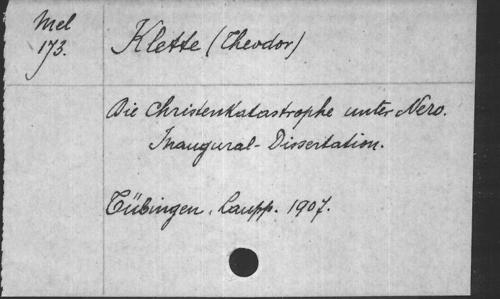 Mel
173.
Klette (Theodor)
Die Christenkatastrophe unter Nero.
Inaugural-Dissertation.
Tübingen, Laupp. 1907.